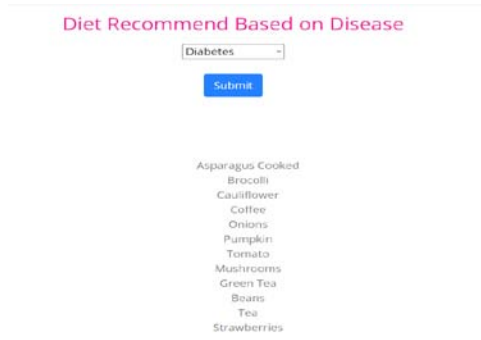 Diet Recommend Based on Disease
Diabetes
Submit
Asparagus Cooked
Brocolli
Cauliflower
Coffee
Onions
Pumpkin
Tomato
Mushrooms
Green Tea
Beans
Tea
Strawberries